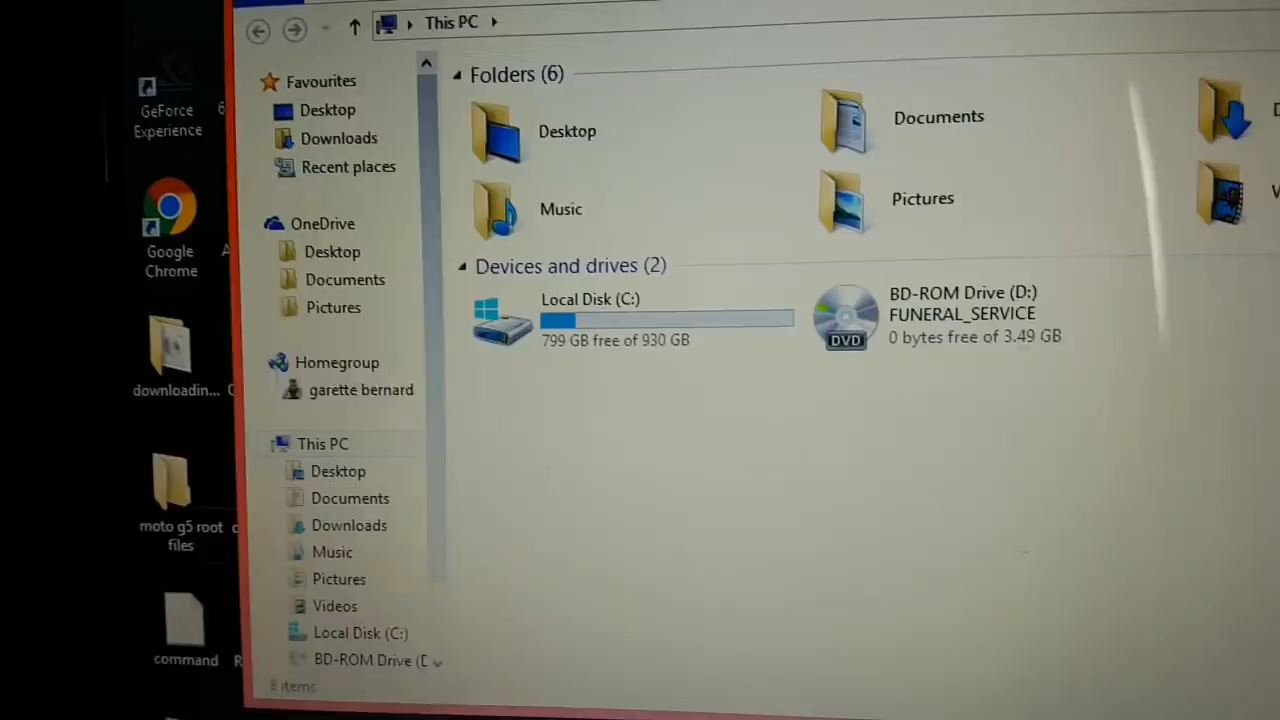 This PC
GeForce
Experience
6
Google
Chrome
A
downloadin...
moto g5 root
files
command
R
Favourites
Desktop
Downloads
Recent places
OneDrive
Desktop
Documents
Pictures
Homegroup
garette bernard
This PC
Desktop
Documents
Downloads
Music
Pictures
Videos
Local Disk (C:)
BD-ROM Drive (D
8 items
Folders (6)
Desktop
Documents
Music
Pictures
Devices and drives (2)
Local Disk (C:)
799 GB free of 930 GB
DVD
BD-ROM Drive (D:)
FUNERAL_SERVICE
0 bytes free of 3.49 GB